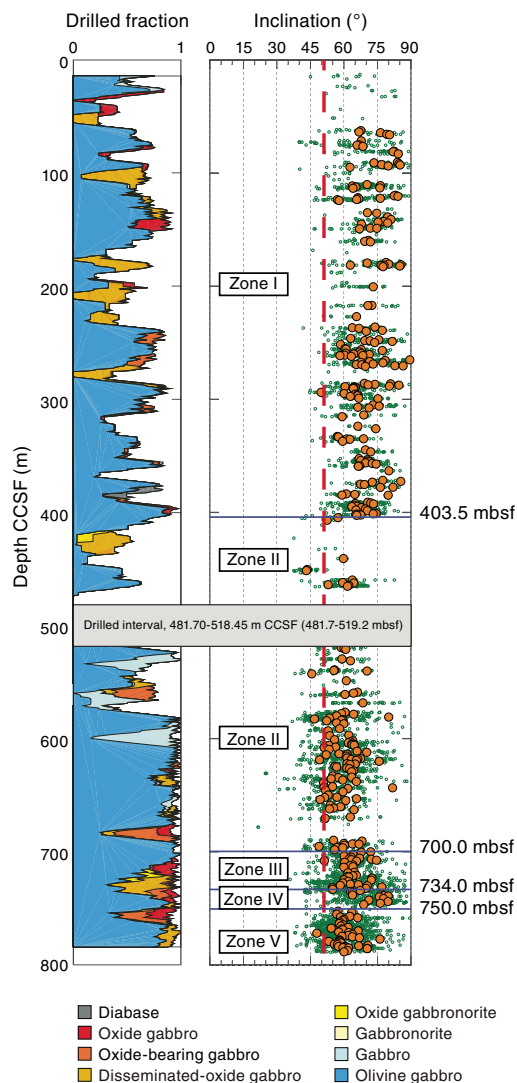 Drilled fraction
Inclination (°)
0 1
0 15 30 45 60 75 90
Depth CCSF (m)
0
100
200
300
400
500
600
700
800
Zone I
403.5 mbsf
Zone II
Drilled interval, 481.70-518.45 m CCSF (481.7-519.2 mbsf)
Zone II
700.0 mbsf
Zone III
734.0 mbsf
Zone IV
750.0 mbsf
Zone V
Diabase
Oxide gabbro
Oxide-bearing gabbro
Disseminated-oxide gabbro
Oxide gabbronorite
Gabbronorite
Gabbro
Olivine gabbro